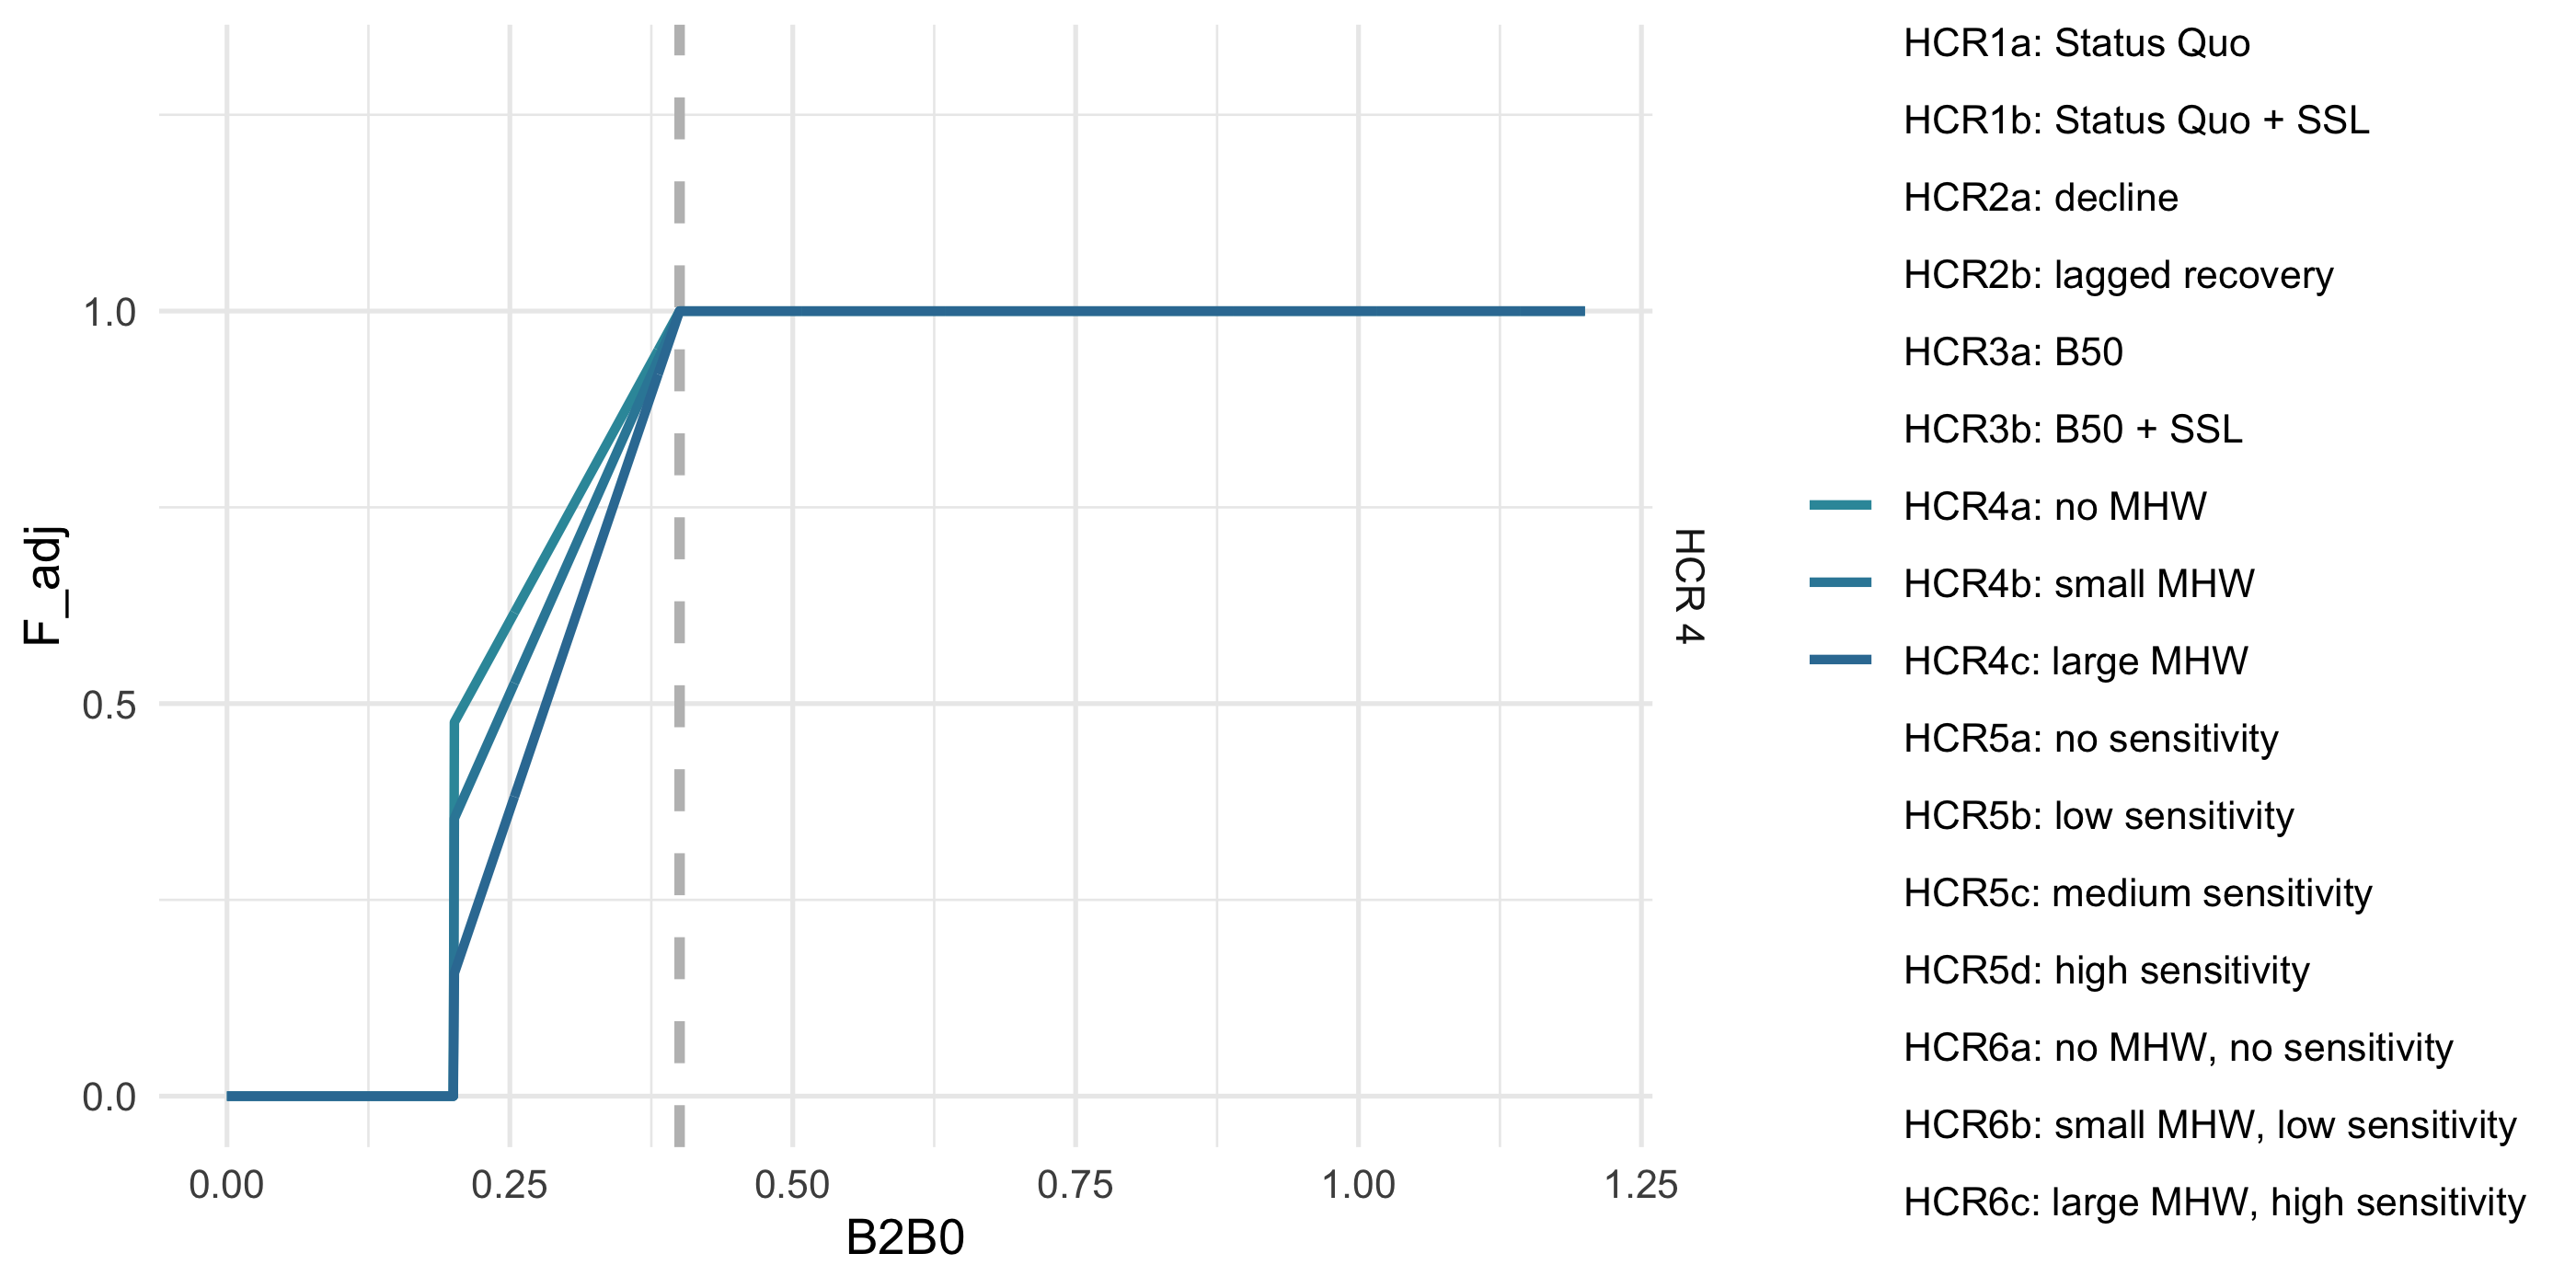 F_adj
1.0
0.5
0.0
0.00
0.25
0.50
0.75
1.00
1.25
B2B0
HCR 4
HCR1a: Status Quo
HCR1b: Status Quo + SSL
HCR2a: decline
HCR2b: lagged recovery
HCR3a: B50
HCR3b: B50 + SSL
HCR4a: no MHW
HCR4b: small MHW
HCR4c: large MHW
HCR5a: no sensitivity
HCR5b: low sensitivity
HCR5c: medium sensitivity
HCR5d: high sensitivity
HCR6a: no MHW, no sensitivity
HCR6b: small MHW, low sensitivity
HCR6c: large MHW, high sensitivity